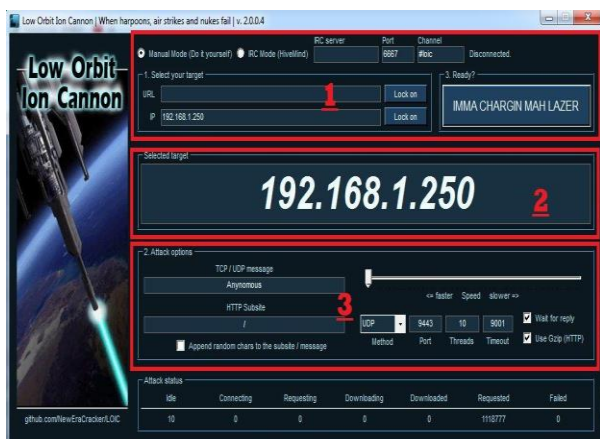 Low Orbit Ion Cannon | When harpoons, air strikes and nukes fail | v. 2.0.0.4
Low Orbit
Ion Cannon
IRC server Port Channel
Manual Mode (Do it yourself) IRC Mode (HiveMind) 6667 #loic Disconnected.
1. Select your target
URL Lock on
IP 192.168.1.250 Lock on
1
3. Ready?
IMMA CHARGIN MAH LAZER
Selected target
192.168.1.250
2
2. Attack options
TCP / UDP message
Anynomous
HTTP Subsite
/
Append random chars to the subsite / message
3
<= faster Speed slower =>
UDP 9443 10 9001
Method Port Threads Timeout
Wait for reply
Use Gzip (HTTP)
Attack status
Idle Connecting Requesting Downloading Downloaded Requested Failed
10 0 0 0 0 1118777 0
github.com/NewEraCracker/LOIC